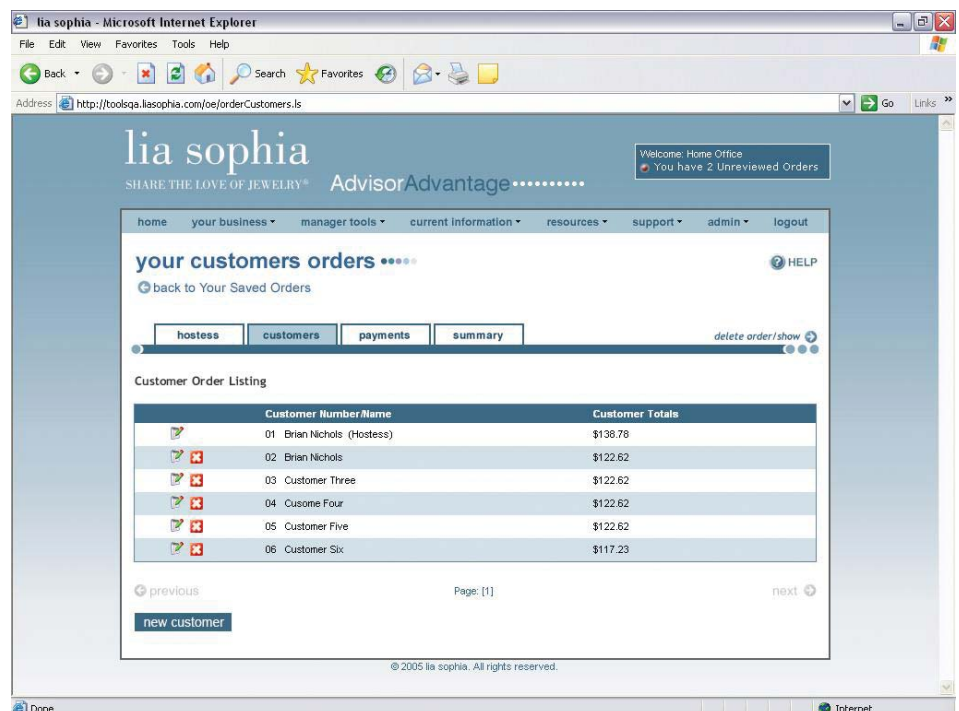 lia sophia - Microsoft Internet Explorer
File Edit View Favorites Tools Help
Back Search Favorites
Address http://toolsqa.liasophia.com/oe/orderCustomers.ls Go Links »
lia sophia
SHARE THE LOVE OF JEWELRY®
AdvisorAdvantage
Welcome: Home Office
You have 2 Unreviewed Orders
home your business manager tools current information resources support admin logout
your customers orders
HELP
back to Your Saved Orders
hostess customers payments summary delete order/show
Customer Order Listing
Customer Number/Name Customer Totals
01 Brian Nichols (Hostess) $138.78
02 Brian Nichols $122.62
03 Customer Three $122.62
04 Cusome Four $122.62
05 Customer Five $122.62
06 Customer Six $117.23
previous Page: [1] next
new customer
© 2005 lia sophia. All rights reserved.
Done Internet